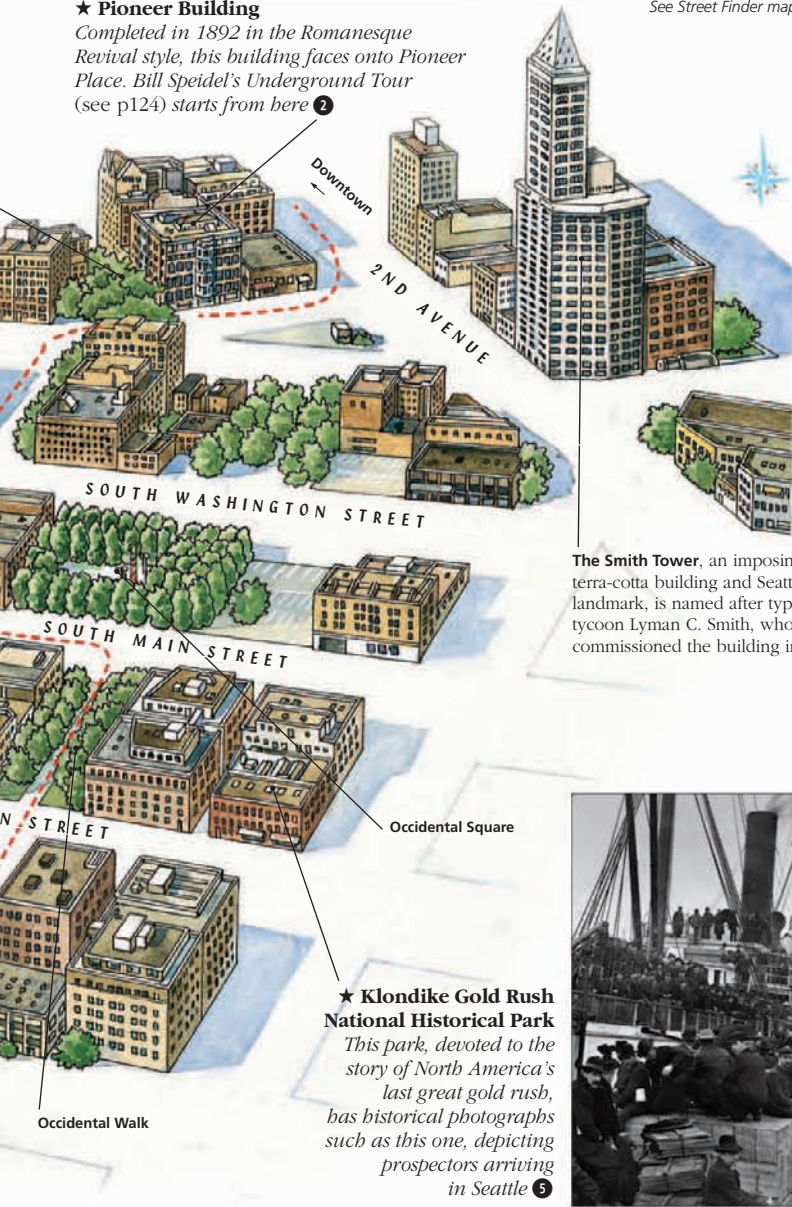 ★ Pioneer Building
Completed in 1892 in the Romanesque
Revival style, this building faces onto Pioneer
Place. Bill Speidel's Underground Tour
(see p124) starts from here 2
See Street Finder map
Downtown
2ND AVENUE
SOUTH WASHINGTON STREET
The Smith Tower, an imposin
terra-cotta building and Seatt
landmark, is named after typ
tycoon Lyman C. Smith, who
commissioned the building in
SOUTH MAIN STREET
N STREET
Occidental Square
★ Klondike Gold Rush
National Historical Park
This park, devoted to the
story of North America's
last great gold rush,
has historical photographs
such as this one, depicting
prospectors arriving
in Seattle 5
Occidental Walk